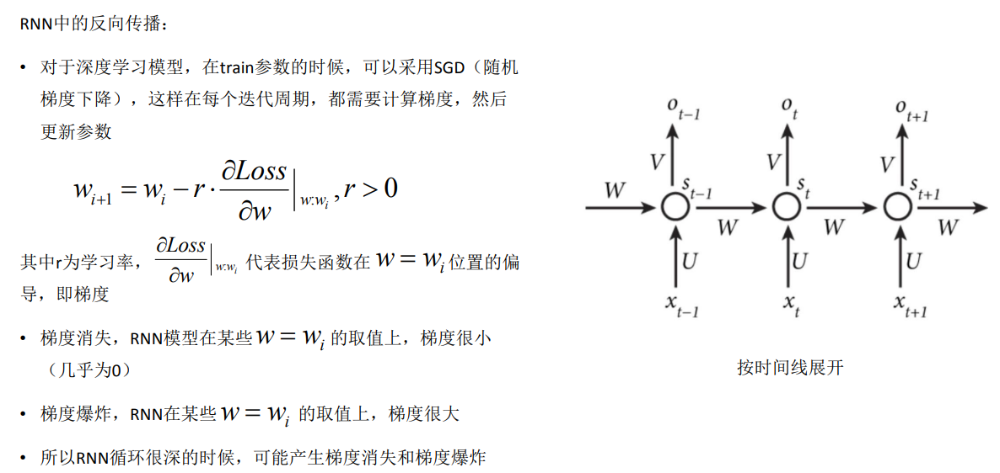 RNN中的反向传播：
• 对于深度学习模型，在train参数的时候，可以采用SGD（随机
梯度下降），这样在每个迭代周期，都需要计算梯度，然后
更新参数
w_{i+1} = w_i − r · ∂Loss/∂w |_{w:w_i} , r > 0
其中r为学习率， ∂Loss/∂w |_{w:w_i} 代表损失函数在 w = w_i 位置的偏
导，即梯度
• 梯度消失，RNN模型在某些 w = w_i 的取值上，梯度很小
（几乎为0）
• 梯度爆炸，RNN在某些 w = w_i 的取值上，梯度很大
• 所以RNN循环很深的时候，可能产生梯度消失和梯度爆炸
o_{t−1} o_t o_{t+1}
V V V
W s_{t−1} s_t s_{t+1}
W W W
U U U
x_{t−1} x_t x_{t+1}
按时间线展开